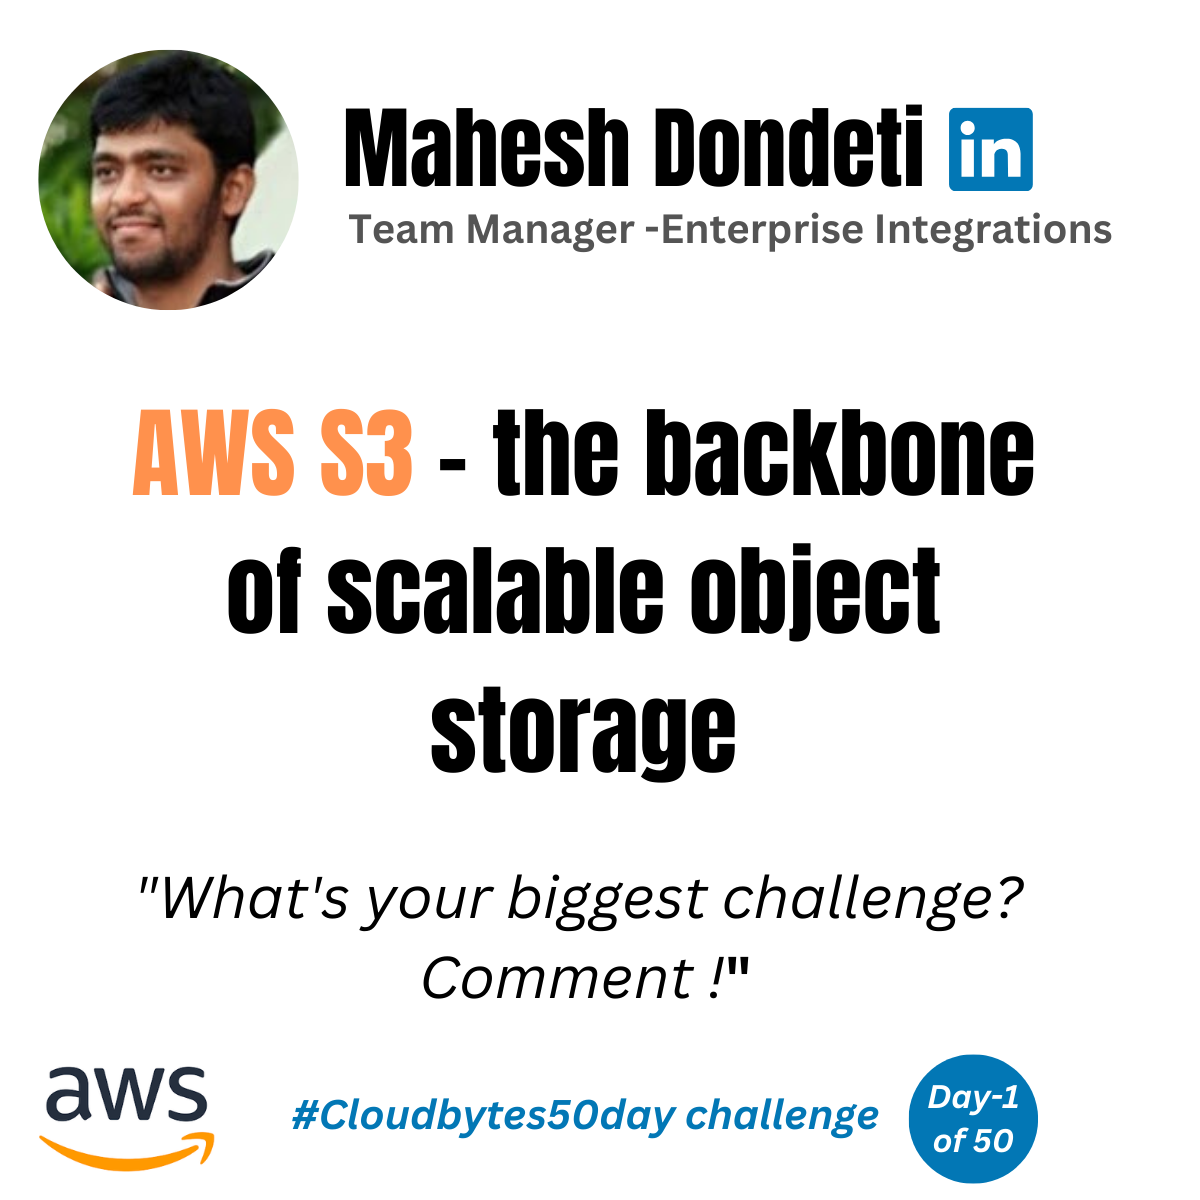 Mahesh Dondeti in
Team Manager -Enterprise Integrations
AWS S3 - the backbone
of scalable object
storage
"What's your biggest challenge?
Comment !"
aws
#Cloudbytes50day challenge
Day-1
of 50